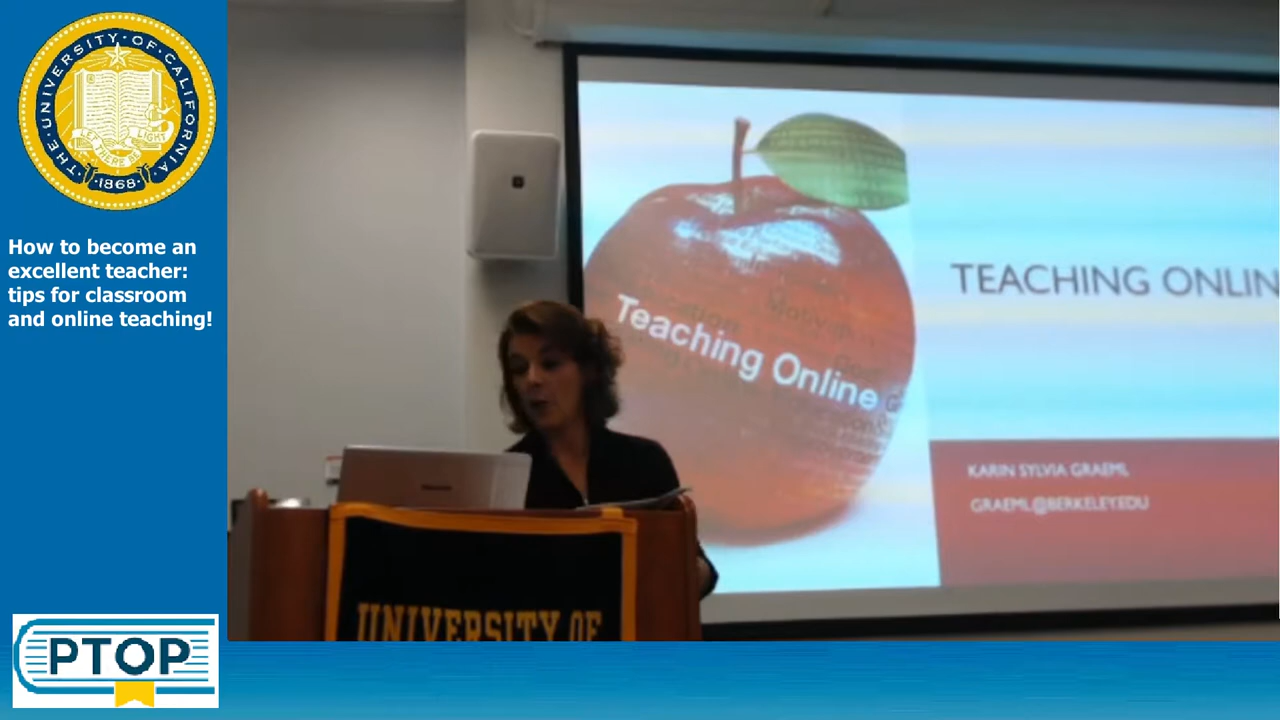 THE·UNIVERSITY·OF·CALIFORNIA
LET THERE BE LIGHT
·1868·
How to become an
excellent teacher:
tips for classroom
and online teaching!
PTOP
Teaching Online
TEACHING ONLIN
KARIN SYLVIA GRAEML
GRAEML@BERKELEY.EDU
UNIVERSITY OF